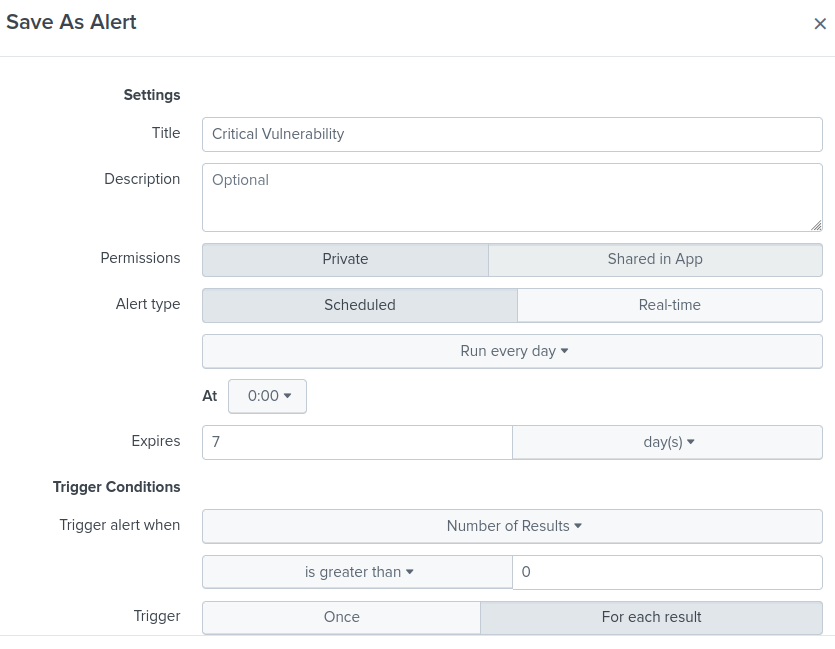 Save As Alert ×
Settings
Title Critical Vulnerability
Description Optional
Permissions Private Shared in App
Alert type Scheduled Real-time
Run every day
At 0:00
Expires 7 day(s)
Trigger Conditions
Trigger alert when Number of Results
is greater than 0
Trigger Once For each result